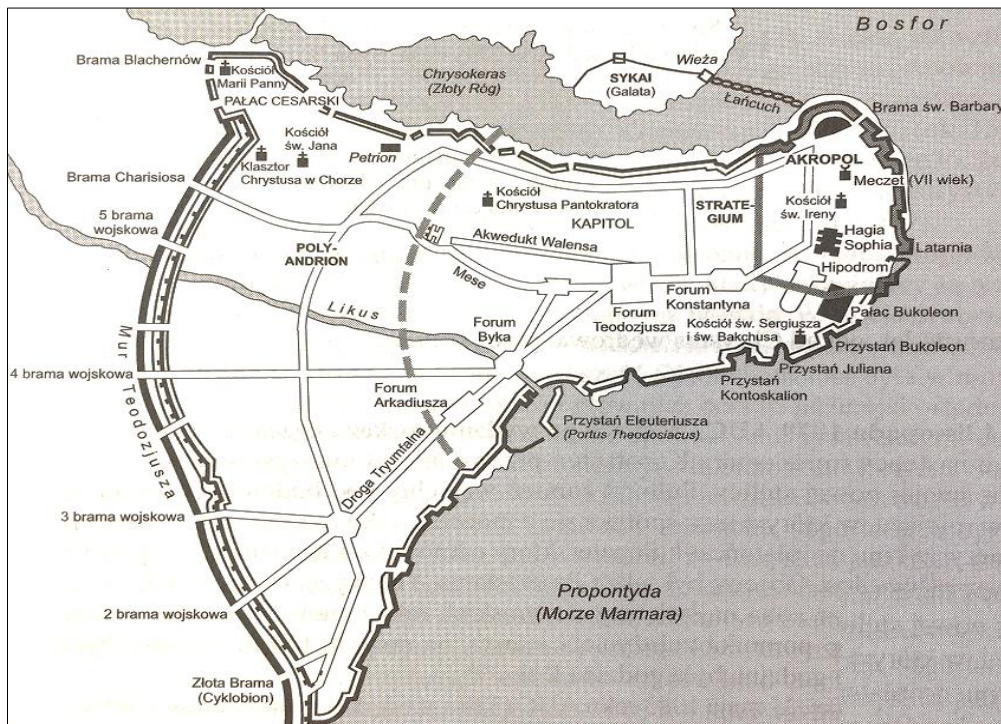 Bosfor
Brama Blachernów
Kościół
Marii Panny
PAŁAC CESARSKI
Chrysokeras
(Złoty Róg)
SYKAI
(Galata)
Wieża
Łańcuch
Brama św. Barbary
Kościół
św. Jana
Klasztor
Chrystusa w Chorze
Petrion
Brama Charisiosa
AKROPOL
Meczet (VII wiek)
Kościół
Chrystusa Pantokratora
KAPITOL
STRATE-
GIUM
Kościół
św. Ireny
5 brama
wojskowa
POLY-
ANDRION
Akwedukt Walensa
Hagia
Sophia
Latarnia
Mese
Hipodrom
Likus
Forum
Konstantyna
Forum
Teodozjusza
Pałac Bukoleon
Forum
Byka
Kościół św. Sergiusza
i św. Bakchusa
Przystań Bukoleon
Przystań Juliana
Przystań
Kontoskalion
4 brama wojskowa
Mur Teodozjusza
Forum
Arkadiusza
Przystań Eleuteriusza
(Portus Theodosiacus)
Droga Tryumfalna
3 brama wojskowa
2 brama wojskowa
Propontyda
(Morze Marmara)
Złota Brama
(Cyklobion)